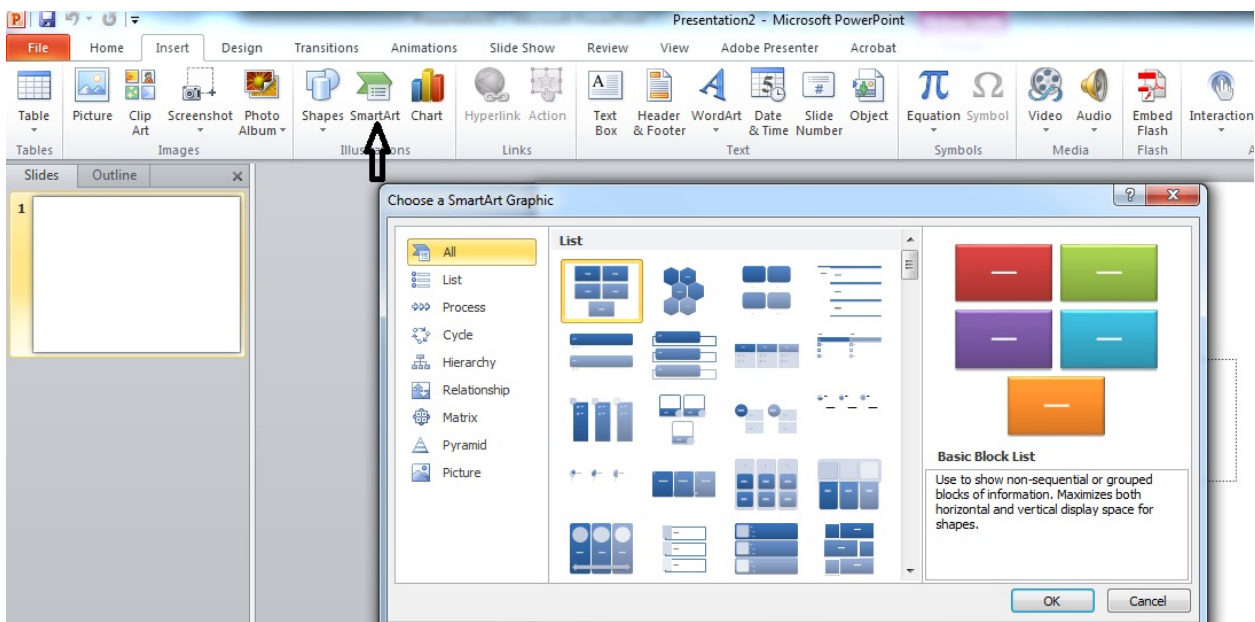 Presentation2 - Microsoft PowerPoint
File Home Insert Design Transitions Animations Slide Show Review View Adobe Presenter Acrobat
Table Picture Clip Art Screenshot Photo Album Shapes SmartArt Chart Hyperlink Action Text Box Header & Footer WordArt Date & Time Slide Number Object Equation Symbol Video Audio Embed Flash Interaction
Tables Images Links Text Symbols Media Flash
Slides Outline
1
Choose a SmartArt Graphic
All
List
Process
Cycle
Hierarchy
Relationship
Matrix
Pyramid
Picture
List
Basic Block List
Use to show non-sequential or grouped
blocks of information. Maximizes both
horizontal and vertical display space for
shapes.
OK Cancel